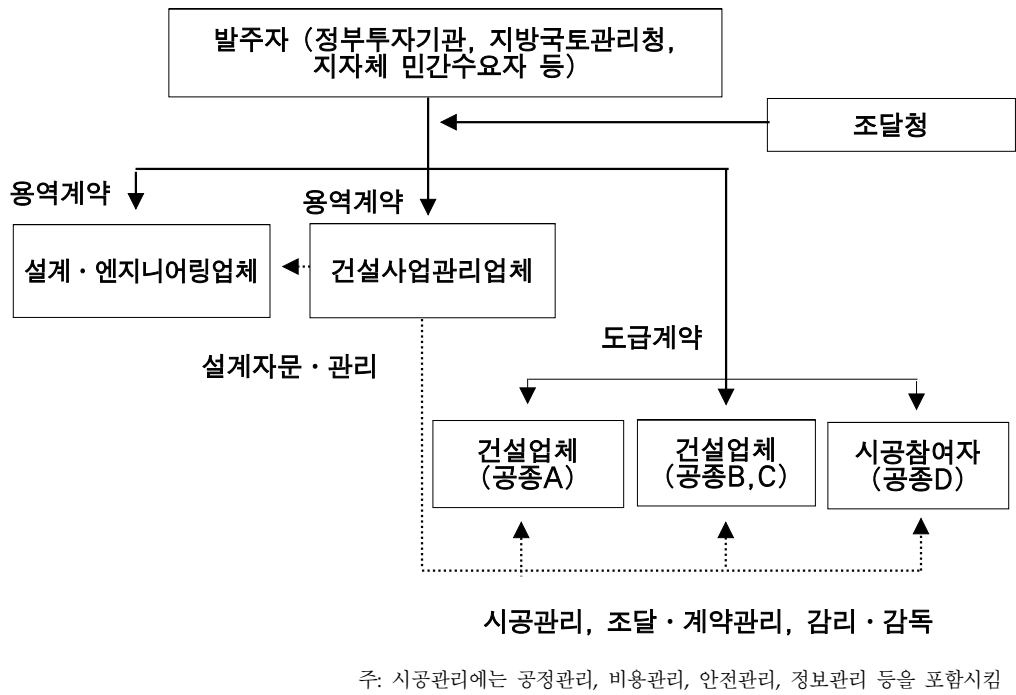 발주자 (정부투자기관, 지방국토관리청,
지자체 민간수요자 등)
조달청
용역계약
용역계약
설계·엔지니어링업체
건설사업관리업체
도급계약
설계자문·관리
건설업체
(공종A)
건설업체
(공종B,C)
시공참여자
(공종D)
시공관리, 조달·계약관리, 감리·감독
주: 시공관리에는 공정관리, 비용관리, 안전관리, 정보관리 등을 포함시킴